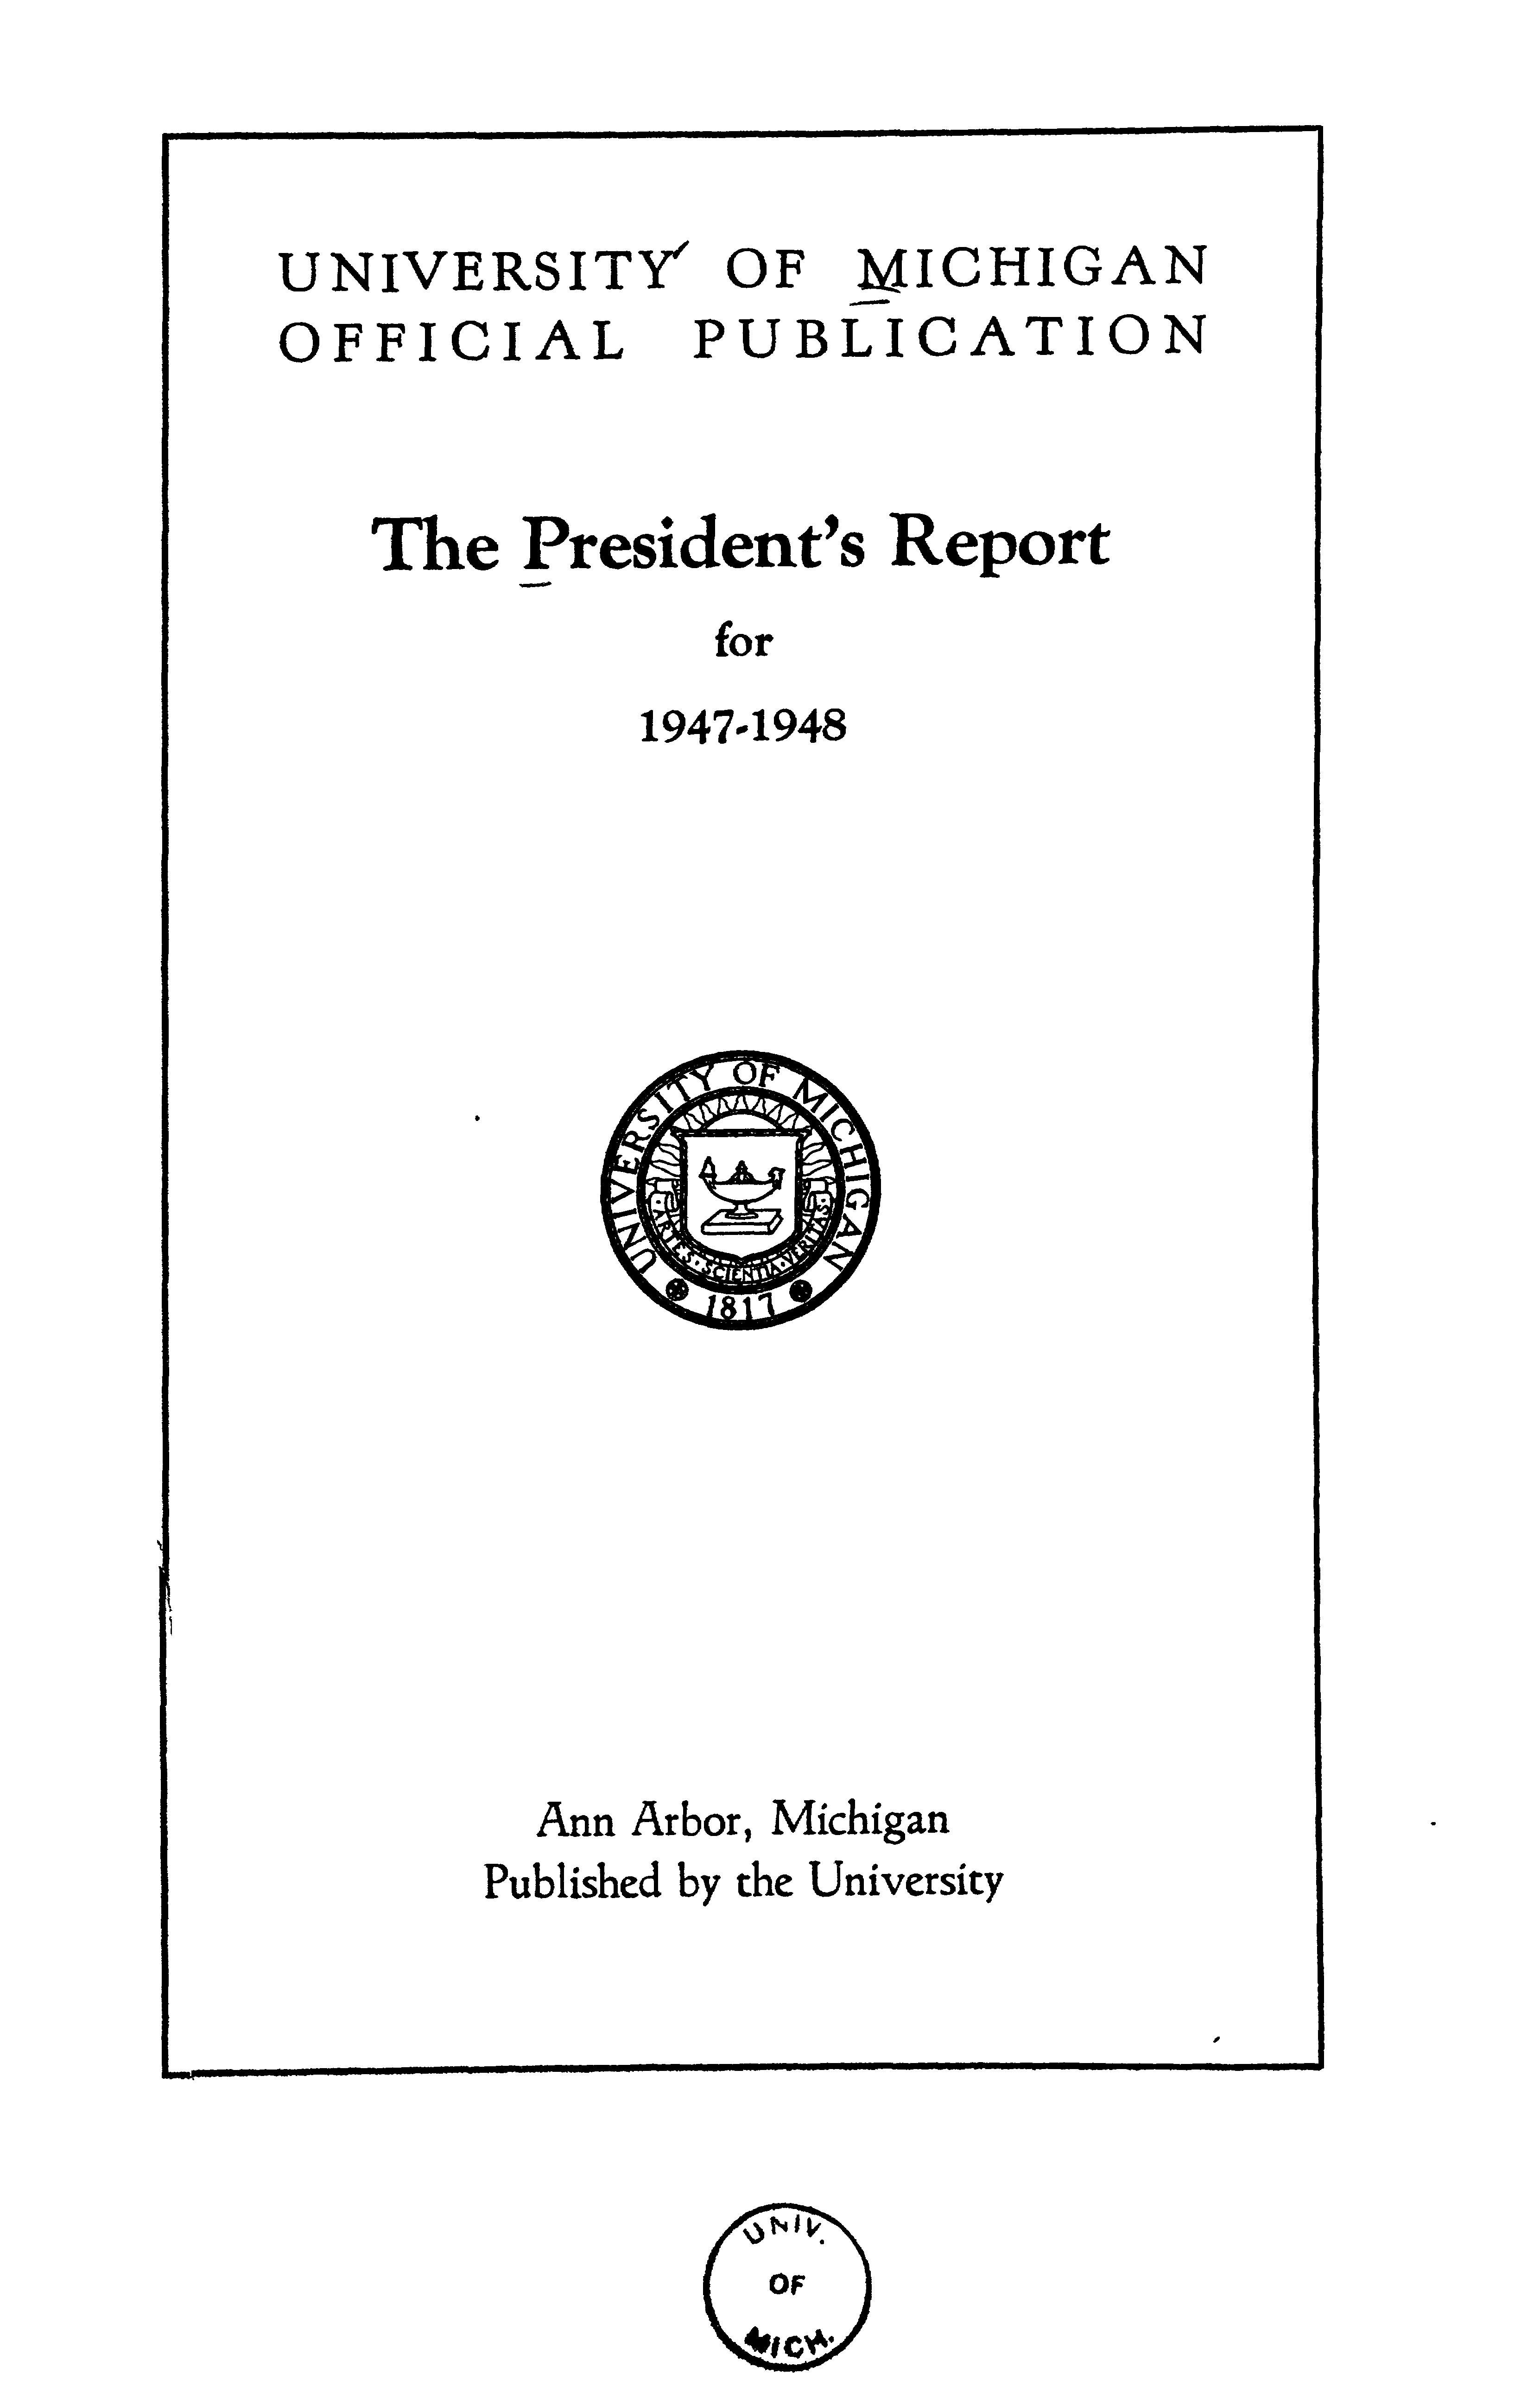 UNIVERSITY OF MICHIGAN
OFFICIAL PUBLICATION
The President's Report
for
1947-1948
UNIVERSITY OF MICHIGAN
ARTES · SCIENTIA · VERITAS
1817
Ann Arbor, Michigan
Published by the University
UNIV.
OF
MICH.